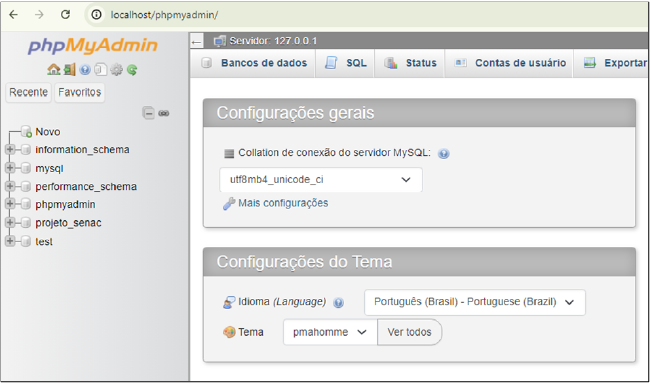 localhost/phpmyadmin/
phpMyAdmin
Recente Favoritos
Novo
information_schema
mysql
performance_schema
phpmyadmin
projeto_senac
test
Servidor: 127.0.0.1
Bancos de dados SQL Status Contas de usuário Exportar
Configurações gerais
Collation de conexão do servidor MySQL:
utf8mb4_unicode_ci
Mais configurações
Configurações do Tema
Idioma (Language) Português (Brasil) - Portuguese (Brazil)
Tema pmahomme Ver todos